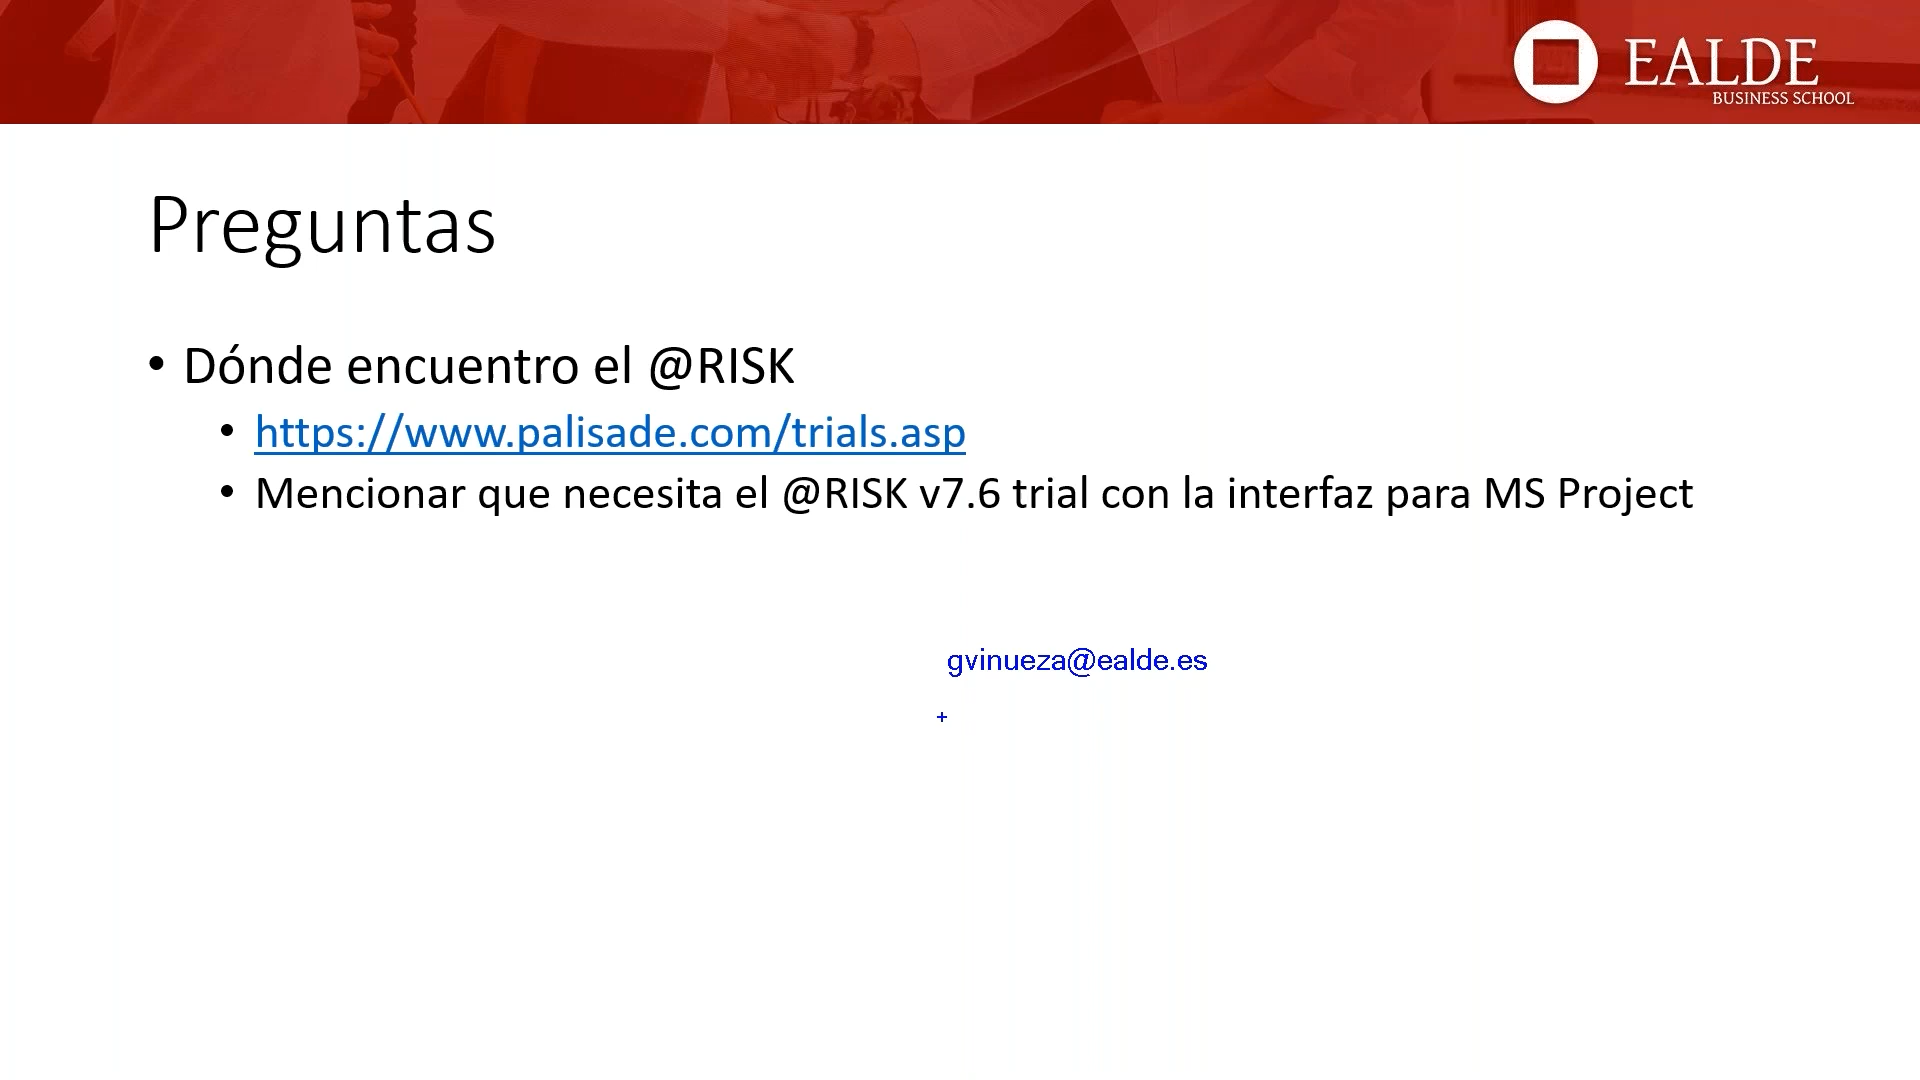 EALDE
BUSINESS SCHOOL
Preguntas
• Dónde encuentro el @RISK
• https://www.palisade.com/trials.asp
• Mencionar que necesita el @RISK v7.6 trial con la interfaz para MS Project
gvinueza@ealde.es